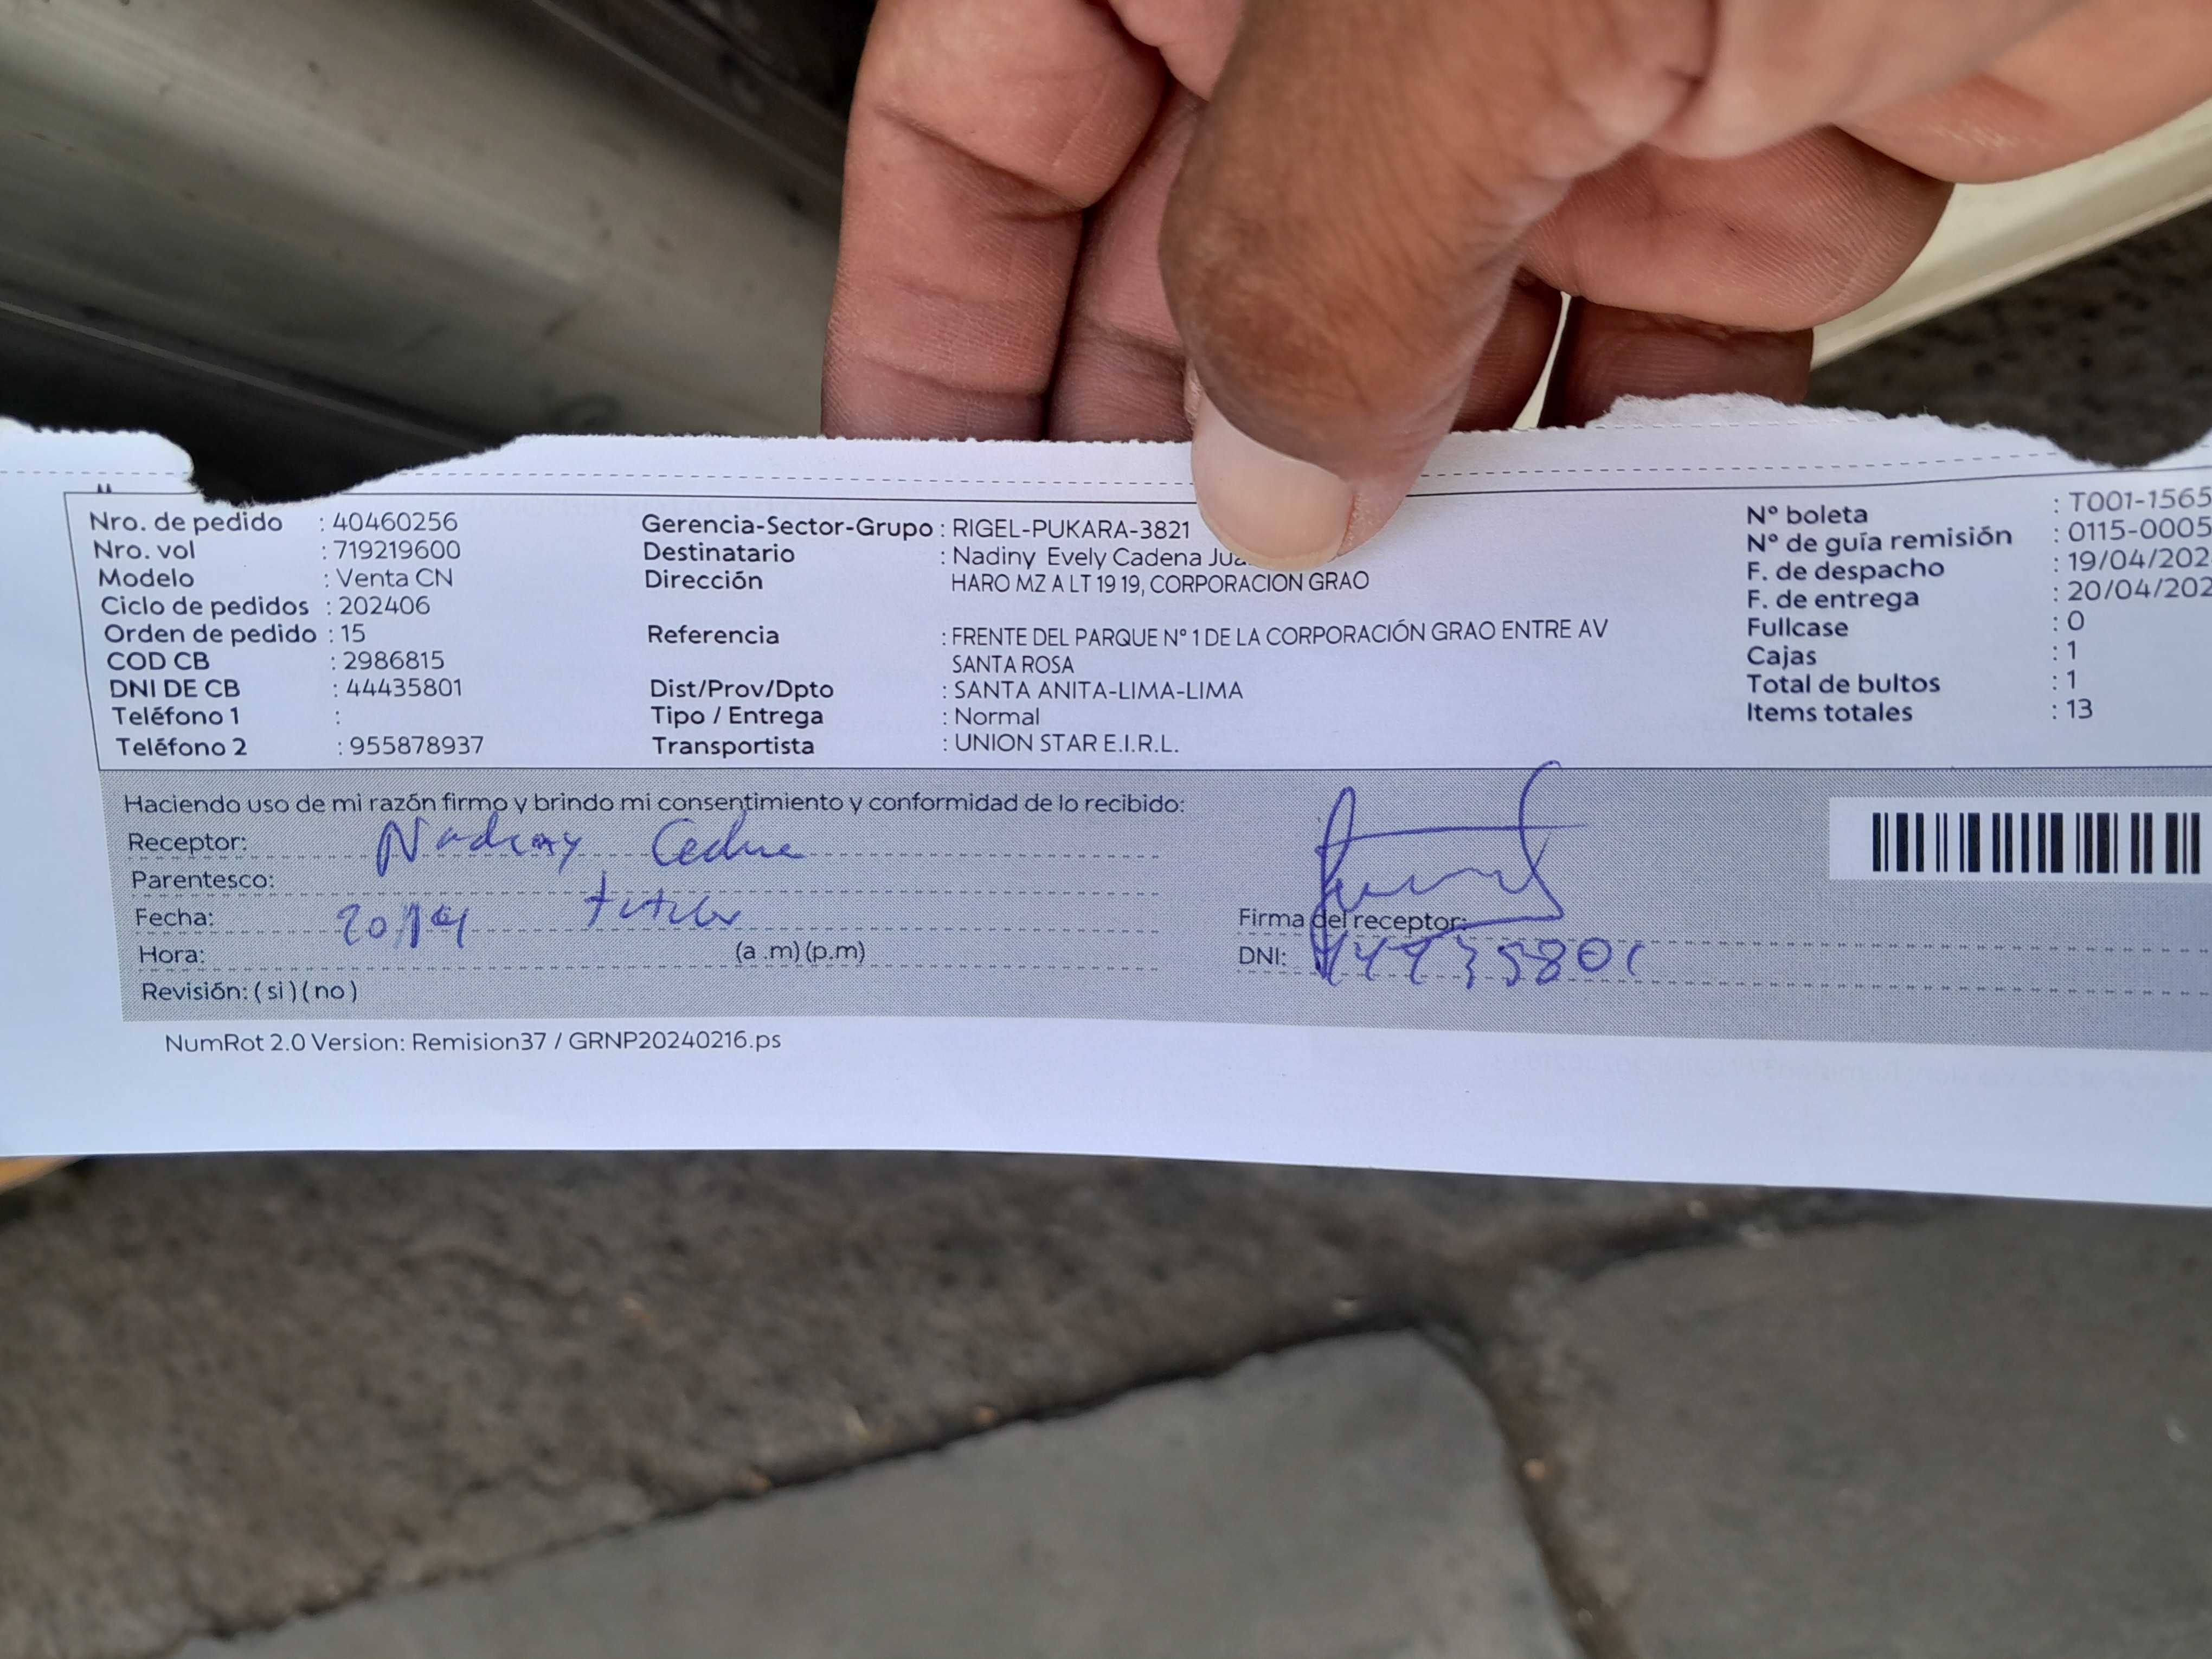 Nro. de pedido : 40460256
Nro. vol : 719219600
Modelo : Venta CN
Ciclo de pedidos : 202406
Orden de pedido : 15
COD CB : 2986815
DNI DE CB : 44435801
Teléfono 1 :
Teléfono 2 : 955878937
Gerencia-Sector-Grupo : RIGEL-PUKARA-3821
Destinatario : Nadiny Evely Cadena
Dirección HARO MZ A LT 19 19, CORPORACION GRAO
Referencia : FRENTE DEL PARQUE N° 1 DE LA CORPORACIÓN GRAO ENTRE AV
SANTA ROSA
Dist/Prov/Dpto : SANTA ANITA-LIMA-LIMA
Tipo / Entrega : Normal
Transportista : UNION STAR E.I.R.L.
N° boleta : T001-1565
N° de guía remisión : 0115-0005
F. de despacho : 19/04/202
F. de entrega : 20/04/202
Fullcase : 0
Cajas : 1
Total de bultos : 1
Items totales : 13
Haciendo uso de mi razón firmo y brindo mi consentimiento y conformidad de lo recibido:
Receptor:
Parentesco:
Fecha:
Hora: (a .m) (p.m)
Revisión: ( si ) ( no )
Firma del receptor:
DNI: 44435801
NumRot 2.0 Version: Remision37 / GRNP20240216.ps